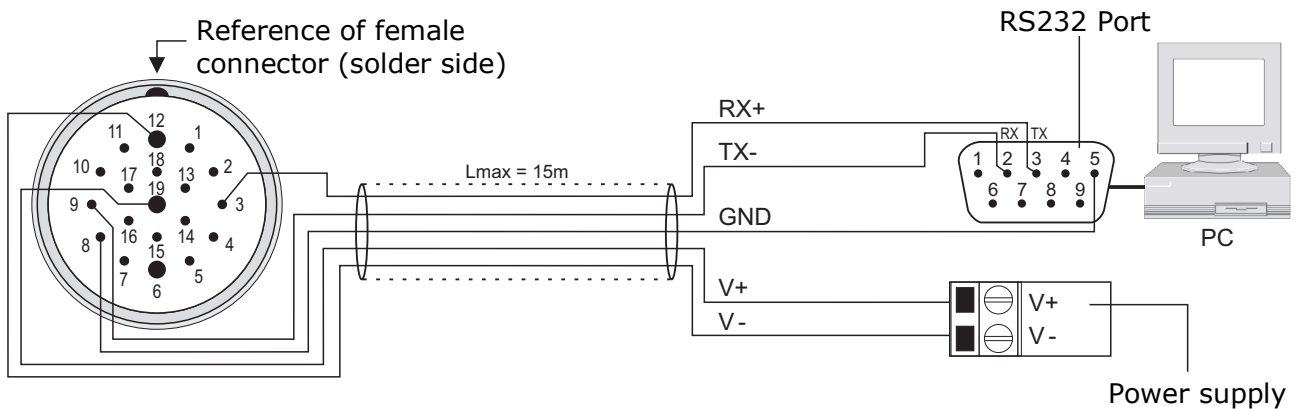 Reference of female
connector (solder side)
RS232 Port
12
11
1
10
18
2
17
13
19
9
3
16
14
8
15
4
7
5
6
Lmax = 15m
RX+
TX-
GND
V+
V-
RX TX
1 2 3 4 5
6 7 8 9
PC
V+
V-
Power supply